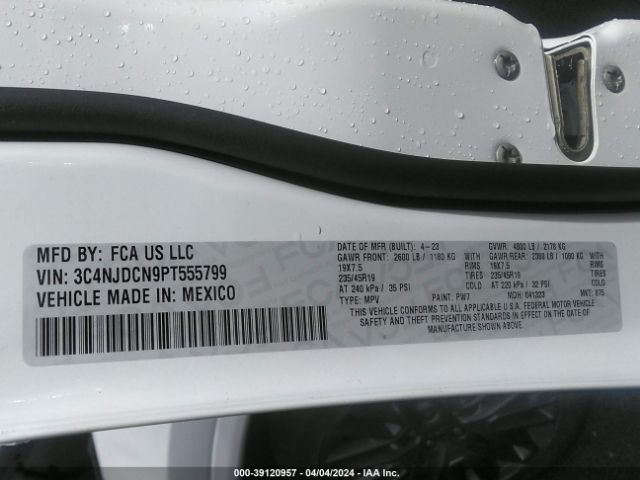 MFD BY: FCA US LLC
VIN: 3C4NJDCN9PT555799
VEHICLE MADE IN: MEXICO
DATE OF MFR (BUILT) 4-23
GAWR FRONT: 2600 LB / 1180 KG
19X7.5 RIMS
235/45R19 TIRES
AT 240 kPa / 35 PSI
TYPE: MPV PAINT: PW7
GVWR: 4800 LB / 2178 KG
GAWR REAR: 2380 LB / 1080 KG
19X7.5 RIMS
235/45R19 TIRES
AT 220 kPa / 32 PSI
MDH: 041323 MKT:
THIS VEHICLE CONFORMS TO ALL APPLICABLE U.S.A. FEDERAL MOTOR VEHICLE
SAFETY AND THEFT PREVENTION STANDARDS IN EFFECT ON THE DATE OF
MANUFACTURE SHOWN ABOVE.
000-39120957 - 04/04/2024 - IAA Inc.